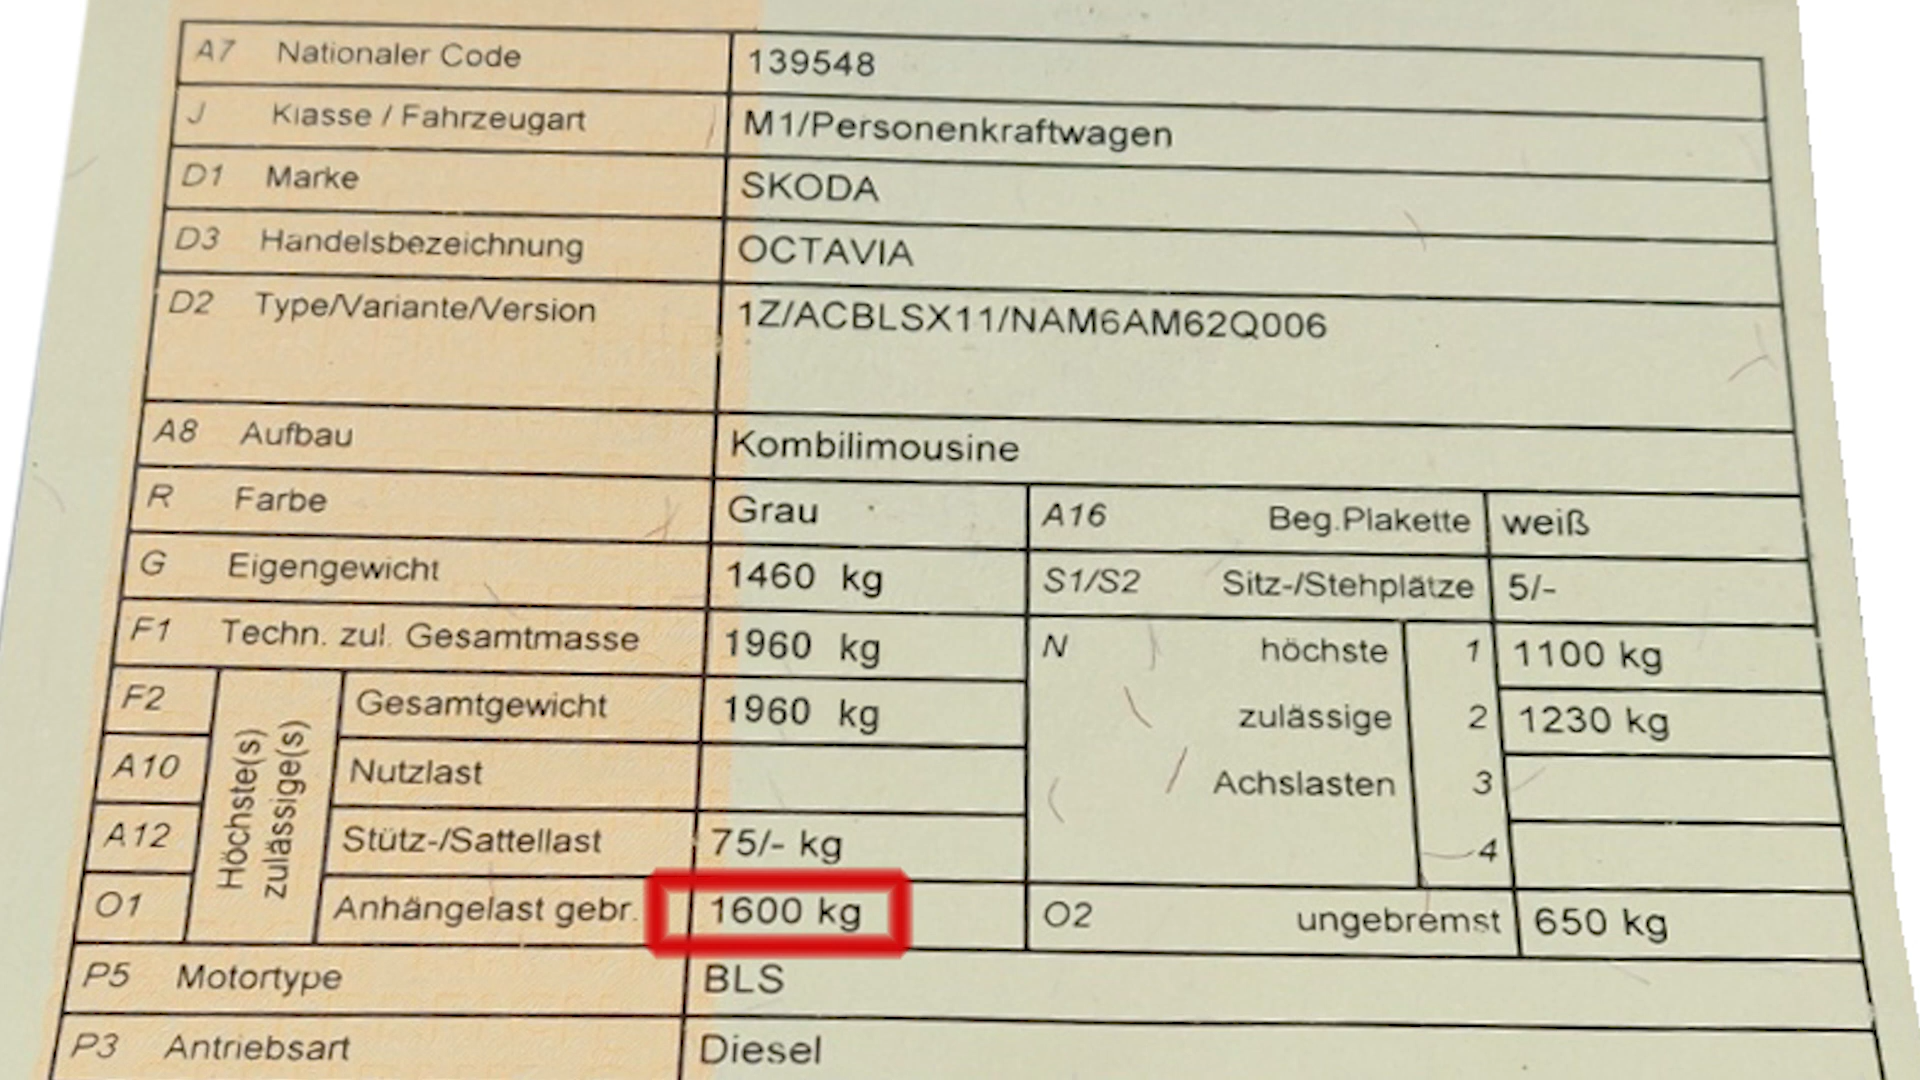 A7 Nationaler Code 139548
J Klasse / Fahrzeugart M1/Personenkraftwagen
D1 Marke SKODA
D3 Handelsbezeichnung OCTAVIA
D2 Type/Variante/Version 1Z/ACBLSX11/NAM6AM62Q006
A8 Aufbau Kombilimousine
R Farbe Grau A16 Beg.Plakette weiß
G Eigengewicht 1460 kg S1/S2 Sitz-/Stehplätze 5/-
F1 Techn. zul. Gesamtmasse 1960 kg N höchste 1 1100 kg
F2 Höchste(s) Gesamtgewicht 1960 kg zulässige 2 1230 kg
A10 zulässige(s) Nutzlast Achslasten 3
A12 Stütz-/Sattellast 75/- kg 4
O1 Anhängelast gebr. 1600 kg O2 ungebremst 650 kg
P5 Motortype BLS
P3 Antriebsart Diesel